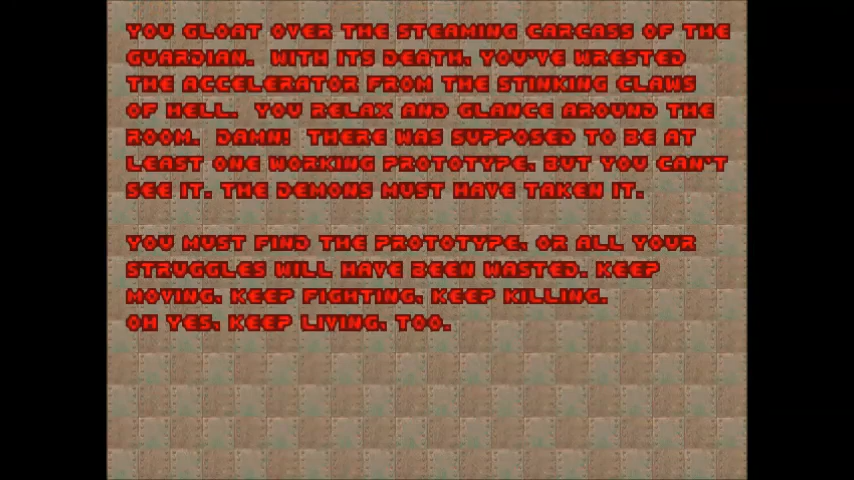 YOU GLOAT OVER THE STEAMING CARCASS OF THE
GUARDIAN. WITH ITS DEATH, YOU'VE WRESTED
THE ACCELERATOR FROM THE STINKING CLAWS
OF HELL. YOU RELAX AND GLANCE AROUND THE
ROOM. DAMN! THERE WAS SUPPOSED TO BE AT
LEAST ONE WORKING PROTOTYPE, BUT YOU CAN'T
SEE IT. THE DEMONS MUST HAVE TAKEN IT.
YOU MUST FIND THE PROTOTYPE, OR ALL YOUR
STRUGGLES WILL HAVE BEEN WASTED. KEEP
MOVING, KEEP FIGHTING, KEEP KILLING.
OH YES, KEEP LIVING, TOO.